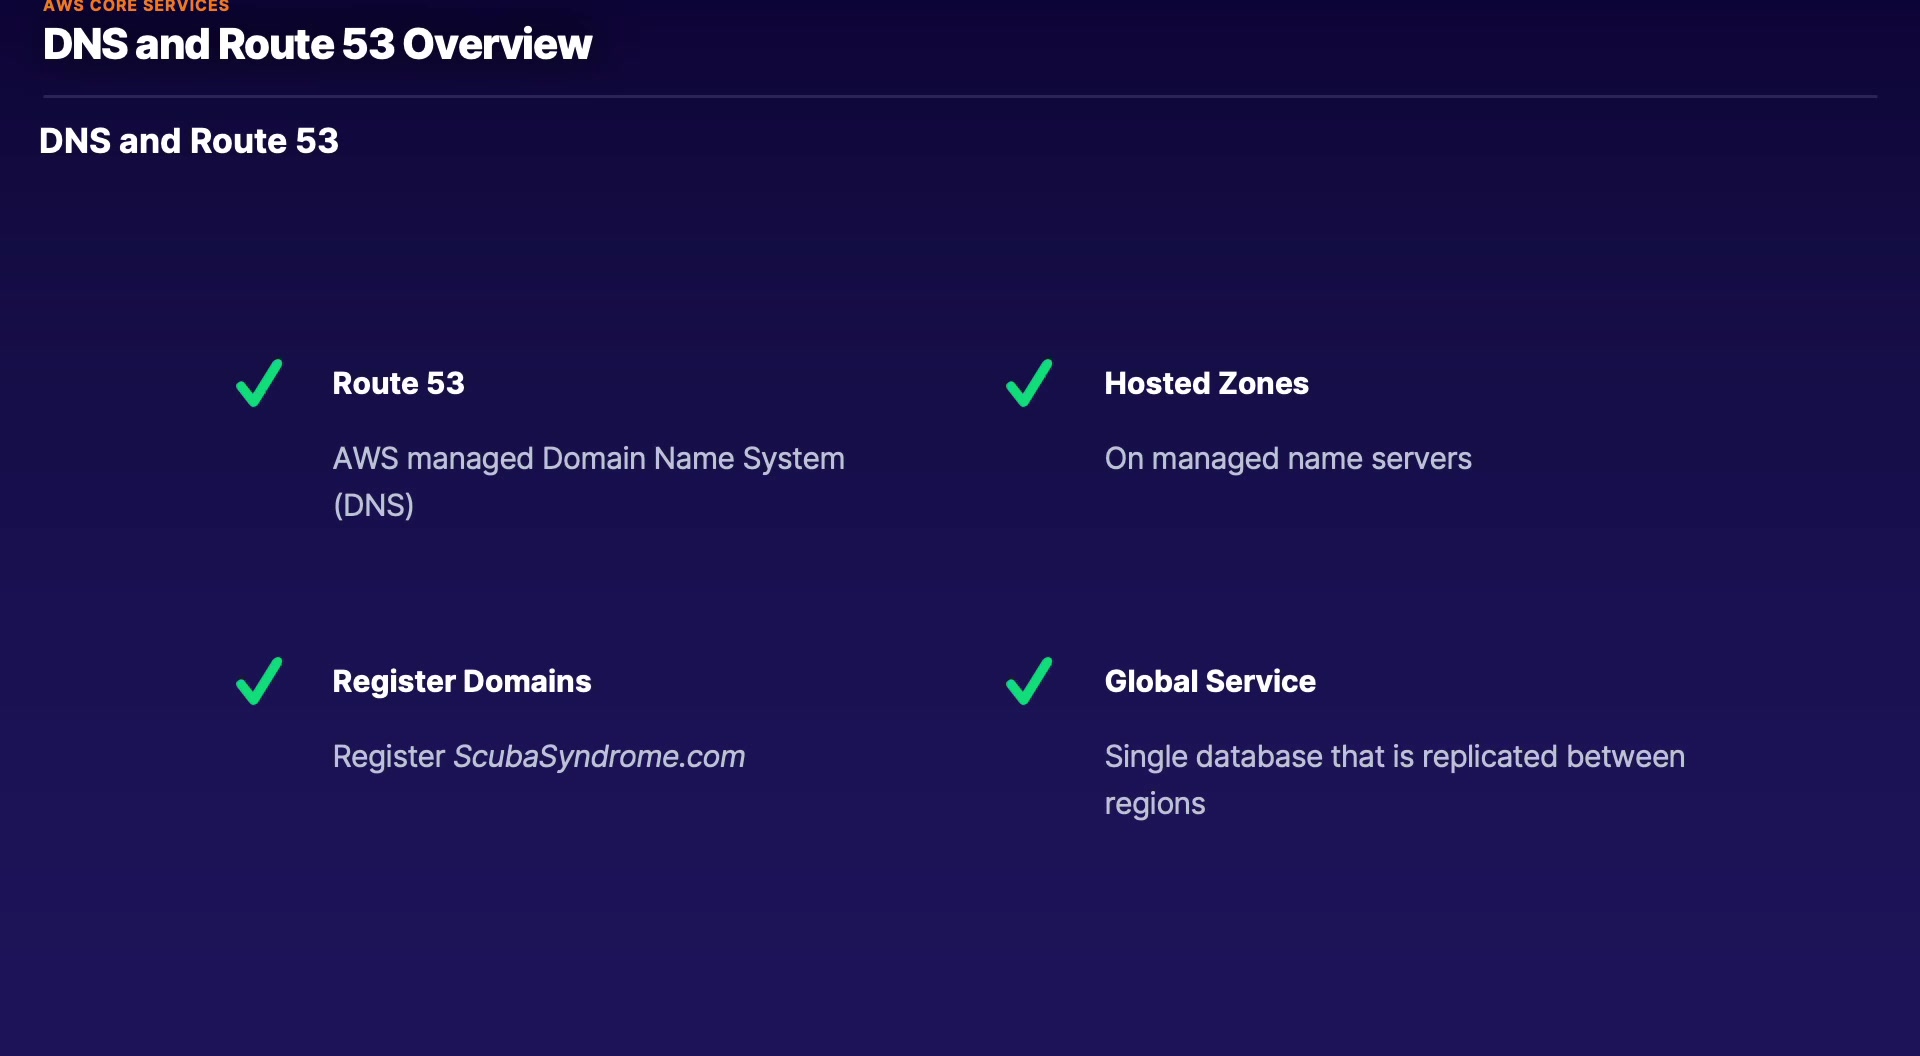 AWS CORE SERVICES
DNS and Route 53 Overview
DNS and Route 53
Route 53
AWS managed Domain Name System
(DNS)
Hosted Zones
On managed name servers
Register Domains
Register ScubaSyndrome.com
Global Service
Single database that is replicated between
regions